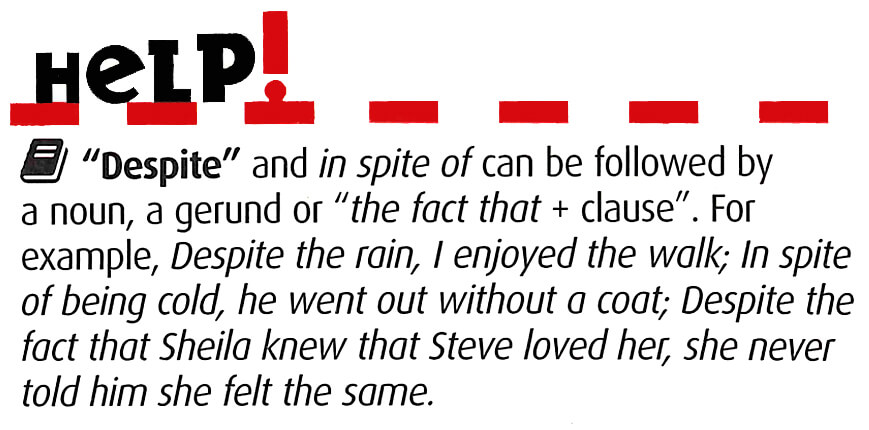 HeLP!
“Despite” and in spite of can be followed by
a noun, a gerund or “the fact that + clause”. For
example, Despite the rain, I enjoyed the walk; In spite
of being cold, he went out without a coat; Despite the
fact that Sheila knew that Steve loved her, she never
told him she felt the same.